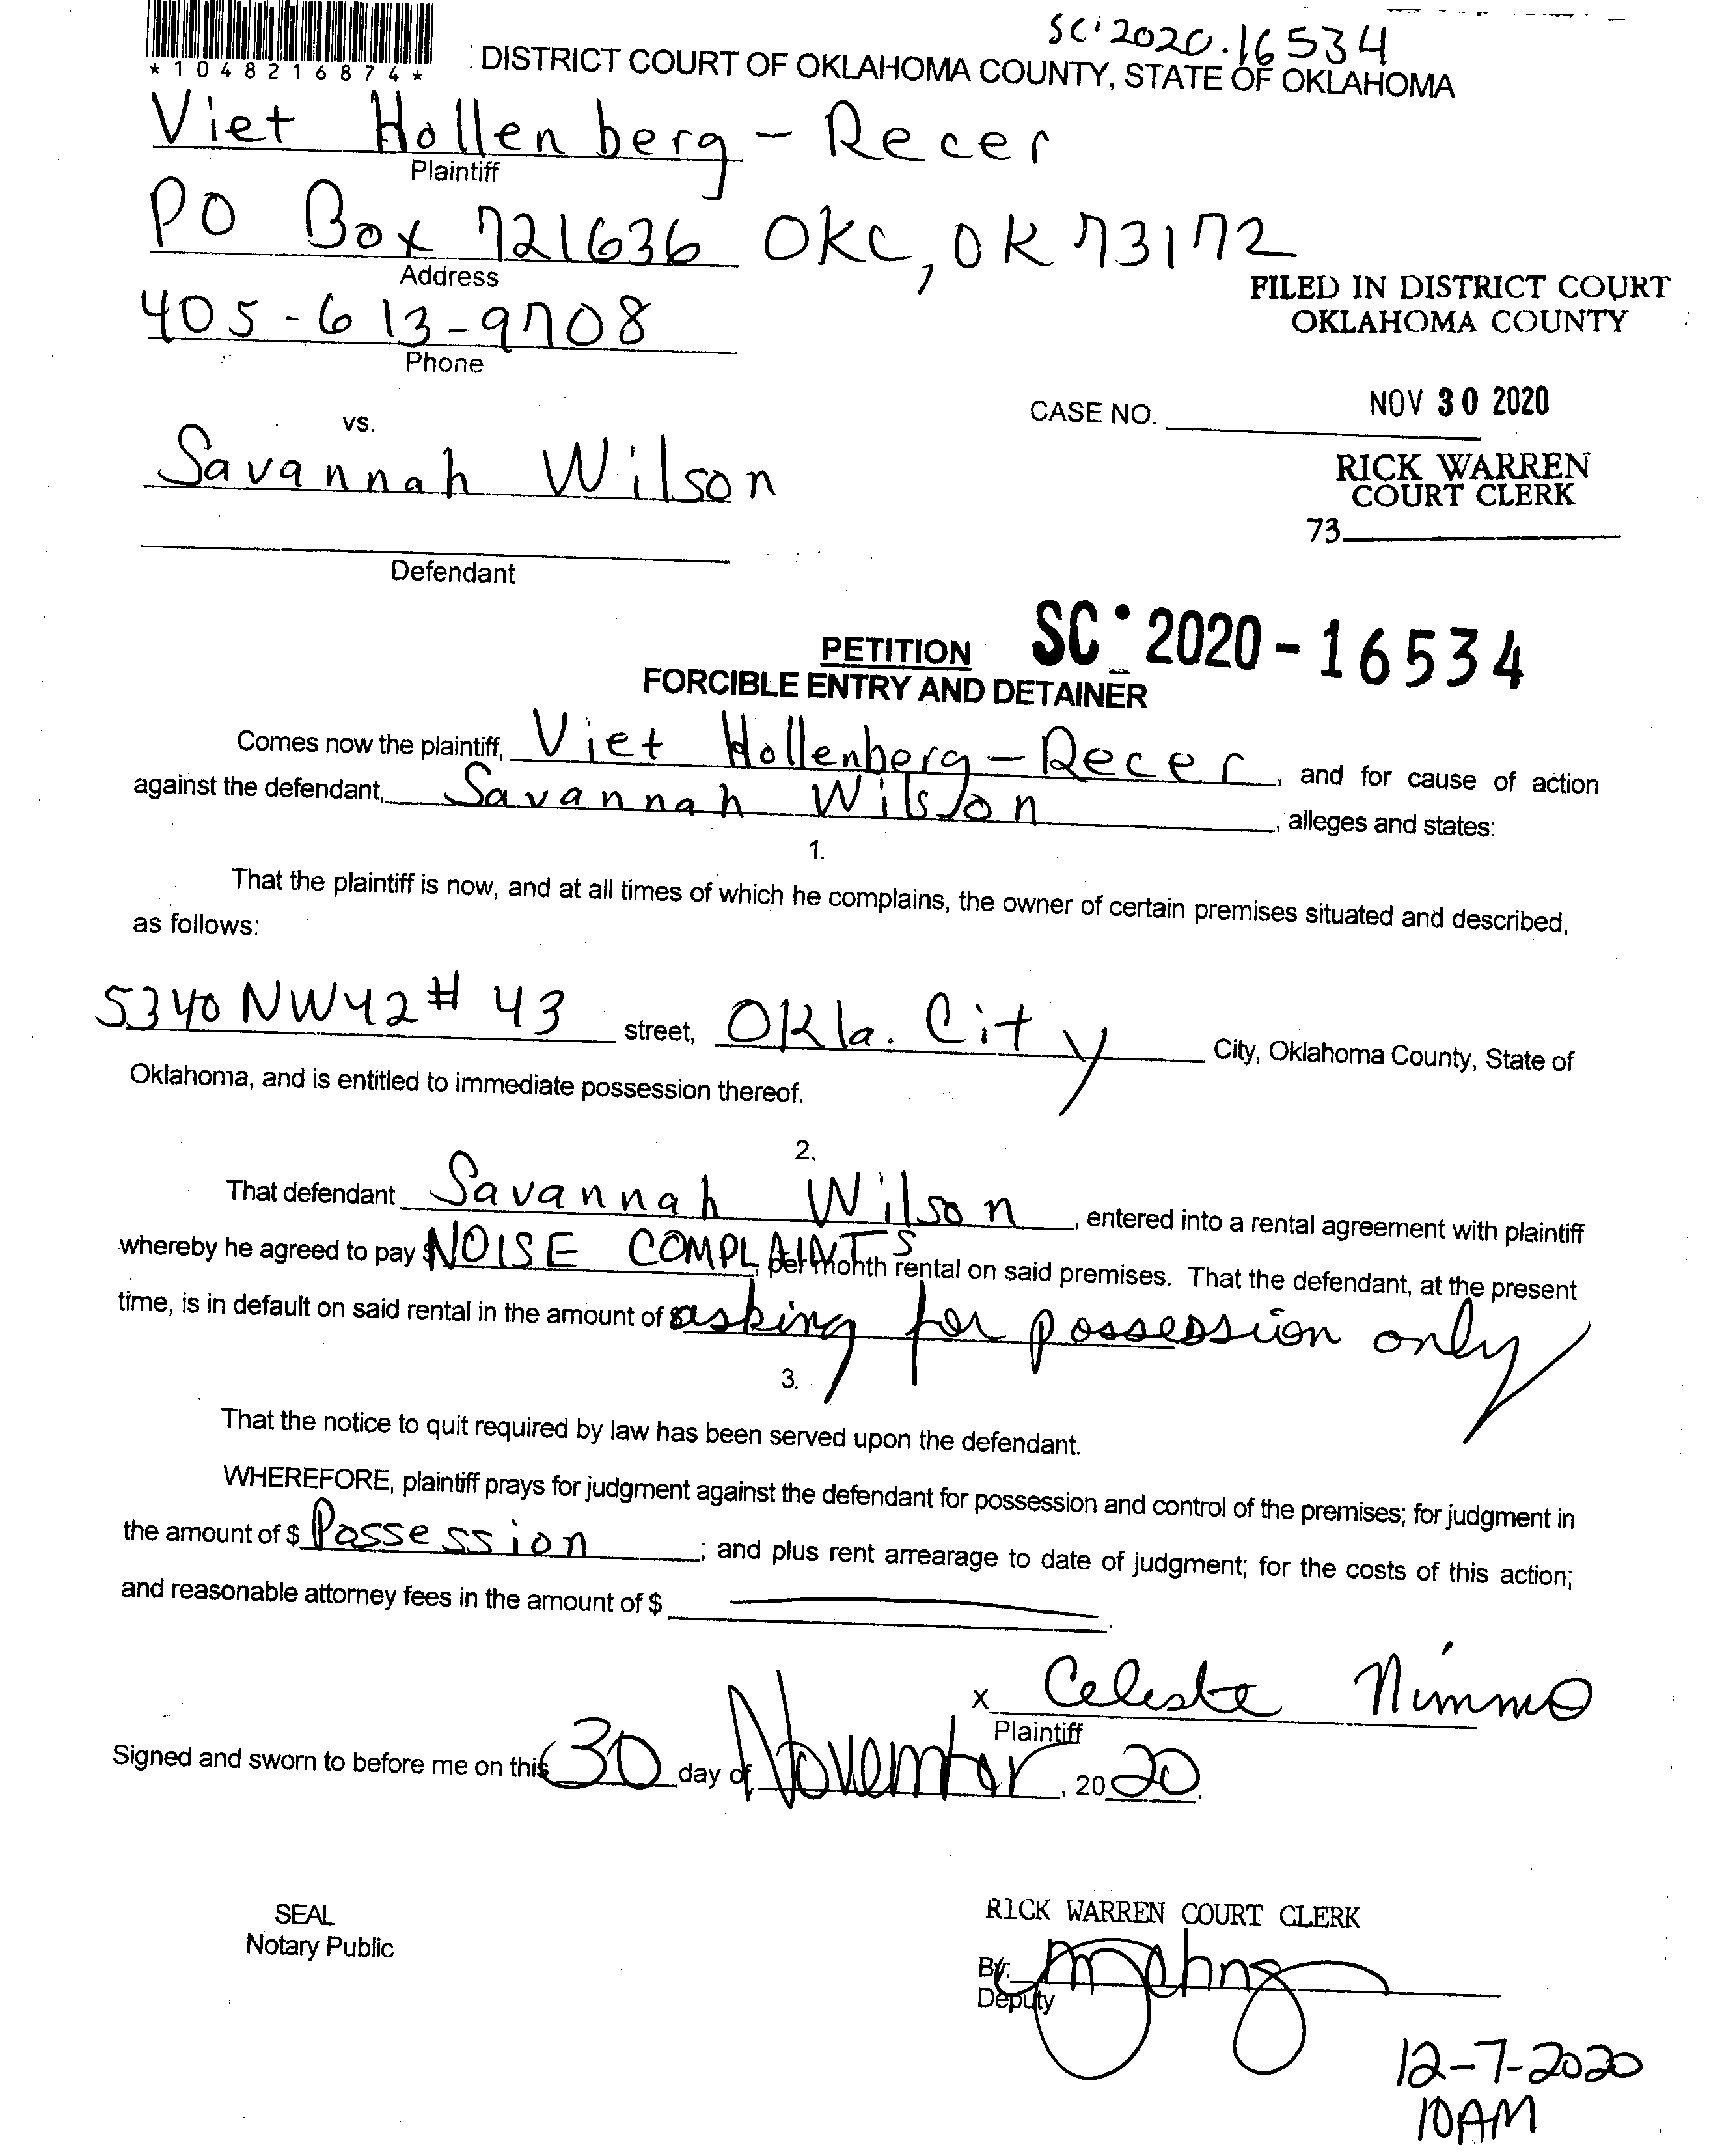 SC·2020·16534
*1048216874*
DISTRICT COURT OF OKLAHOMA COUNTY, STATE OF OKLAHOMA
Viet Hollenberg-Recer
Plaintiff
PO Box 721636 OKC, OK 73172
Address
FILED IN DISTRICT COURT
OKLAHOMA COUNTY
405-613-9708
Phone
NOV 30 2020
CASE NO.
vs.
Savannah Wilson
RICK WARREN
COURT CLERK
73
Defendant
SC·2020-16534
PETITION
FORCIBLE ENTRY AND DETAINER
Comes now the plaintiff, Viet Hollenberg-Recer, and for cause of action
against the defendant, Savannah Wilson, alleges and states:
1.
That the plaintiff is now, and at all times of which he complains, the owner of certain premises situated and described,
as follows:
5340 NW 42 # 43 street, Okla. City City, Oklahoma County, State of
Oklahoma, and is entitled to immediate possession thereof.
2.
That defendant Savannah Wilson, entered into a rental agreement with plaintiff
whereby he agreed to pay $ NOISE COMPLAINTS, per month rental on said premises. That the defendant, at the present
time, is in default on said rental in the amount of $ asking for possession only
3.
That the notice to quit required by law has been served upon the defendant.
WHEREFORE, plaintiff prays for judgment against the defendant for possession and control of the premises; for judgment in
the amount of $ Possession; and plus rent arrearage to date of judgment; for the costs of this action;
and reasonable attorney fees in the amount of $
X Celeste Nimmo
Plaintiff
Signed and sworn to before me on this 30 day of November, 2020.
SEAL
Notary Public
RICK WARREN COURT CLERK
By:
Deputy
12-7-2020
10AM